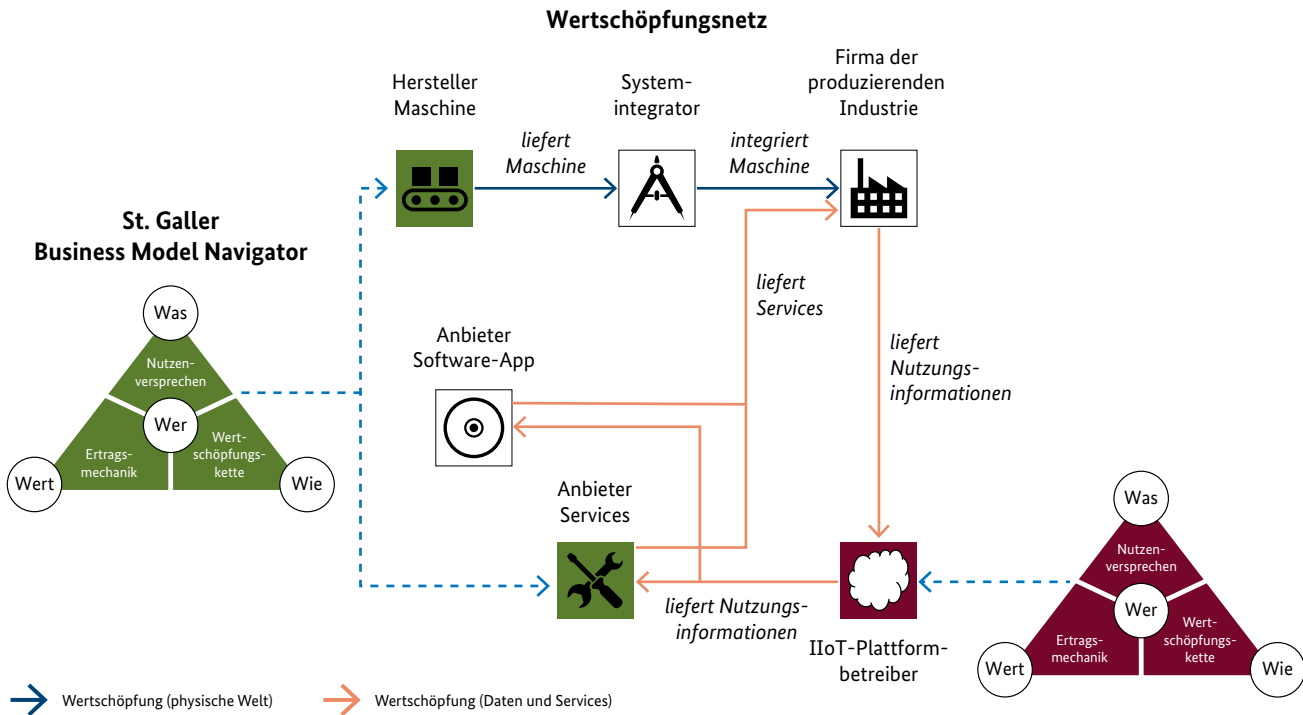 Wertschöpfungsnetz
Hersteller
Maschine
System-
integrator
Firma der
produzierenden
Industrie
liefert
Maschine
integriert
Maschine
St. Galler
Business Model Navigator
Was
Nutzen-
versprechen
Wer
Ertrags-
mechanik
Wert-
schöpfungs-
kette
Wert
Wie
Anbieter
Software-App
liefert
Services
liefert
Nutzungs-
informationen
Anbieter
Services
liefert Nutzungs-
informationen
IIoT-Plattform-
betreiber
Was
Nutzen-
versprechen
Wer
Ertrags-
mechanik
Wert-
schöpfungs-
kette
Wert
Wie
Wertschöpfung (physische Welt)
Wertschöpfung (Daten und Services)